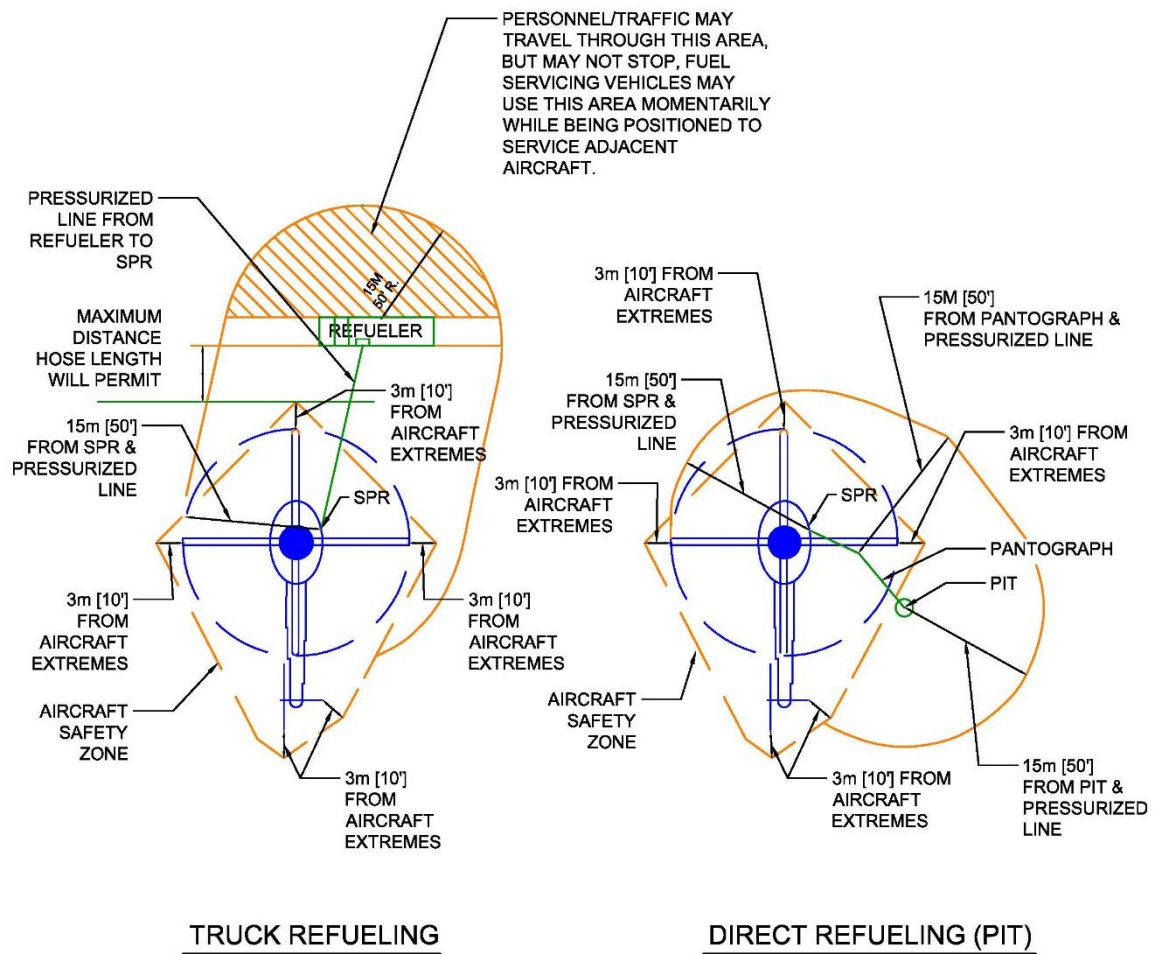 PERSONNEL/TRAFFIC MAY
TRAVEL THROUGH THIS AREA,
BUT MAY NOT STOP, FUEL
SERVICING VEHICLES MAY
USE THIS AREA MOMENTARILY
WHILE BEING POSITIONED TO
SERVICE ADJACENT
AIRCRAFT.
PRESSURIZED
LINE FROM
REFUELER TO
SPR
15M
50' R.
REFUELER
MAXIMUM
DISTANCE
HOSE LENGTH
WILL PERMIT
3m [10']
FROM
AIRCRAFT
EXTREMES
15m [50']
FROM SPR &
PRESSURIZED
LINE
SPR
3m [10']
FROM
AIRCRAFT
EXTREMES
3m [10']
FROM
AIRCRAFT
EXTREMES
AIRCRAFT
SAFETY
ZONE
3m [10']
FROM
AIRCRAFT
EXTREMES
TRUCK REFUELING
3m [10'] FROM
AIRCRAFT
EXTREMES
15M [50']
FROM PANTOGRAPH &
PRESSURIZED LINE
15m [50']
FROM SPR &
PRESSURIZED
LINE
3m [10'] FROM
AIRCRAFT
EXTREMES
3m [10'] FROM
AIRCRAFT
EXTREMES
SPR
PANTOGRAPH
PIT
AIRCRAFT
SAFETY
ZONE
3m [10'] FROM
AIRCRAFT
EXTREMES
15m [50']
FROM PIT &
PRESSURIZED
LINE
DIRECT REFUELING (PIT)